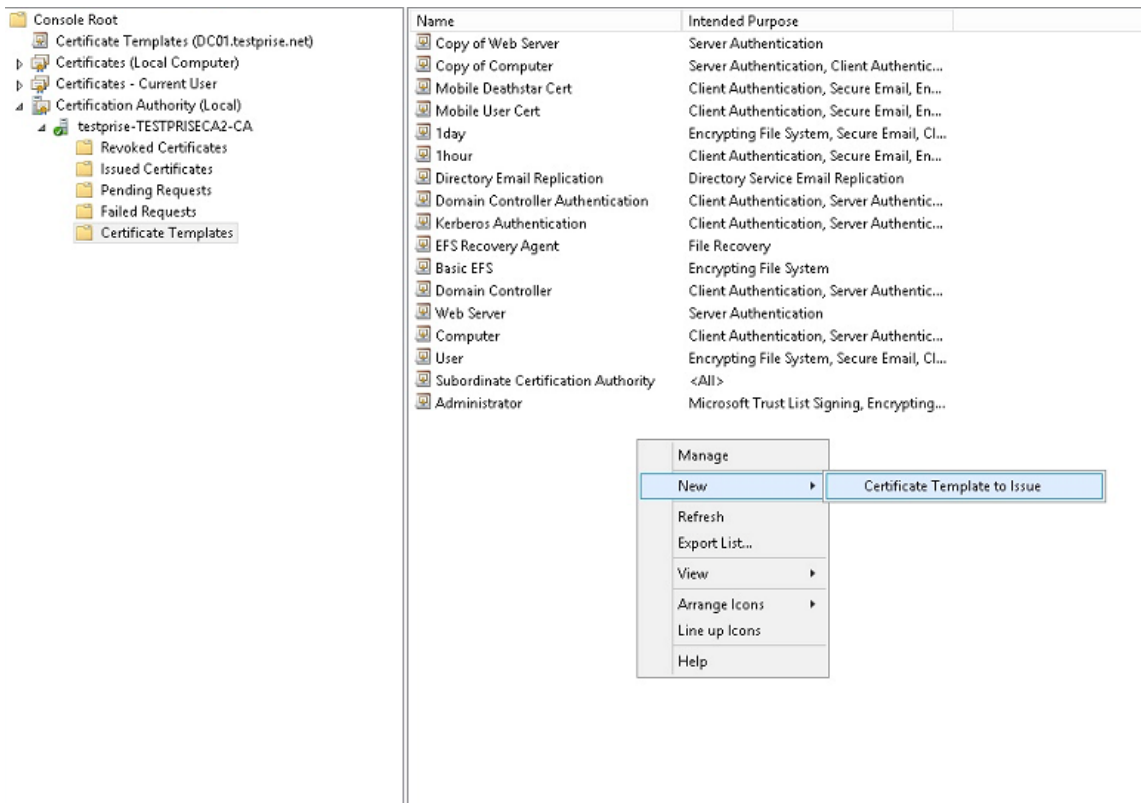 Console Root
Certificate Templates (DC01.testprise.net)
Certificates (Local Computer)
Certificates - Current User
Certification Authority (Local)
testprise-TESTPRISECA2-CA
Revoked Certificates
Issued Certificates
Pending Requests
Failed Requests
Certificate Templates
Name Intended Purpose
Copy of Web Server Server Authentication
Copy of Computer Server Authentication, Client Authentic...
Mobile Deathstar Cert Client Authentication, Secure Email, En...
Mobile User Cert Client Authentication, Secure Email, En...
1day Encrypting File System, Secure Email, Cl...
1hour Client Authentication, Secure Email, En...
Directory Email Replication Directory Service Email Replication
Domain Controller Authentication Client Authentication, Server Authentic...
Kerberos Authentication Client Authentication, Server Authentic...
EFS Recovery Agent File Recovery
Basic EFS Encrypting File System
Domain Controller Client Authentication, Server Authentic...
Web Server Server Authentication
Computer Client Authentication, Server Authentic...
User Encrypting File System, Secure Email, Cl...
Subordinate Certification Authority <All>
Administrator Microsoft Trust List Signing, Encrypting...
Manage
New Certificate Template to Issue
Refresh
Export List...
View
Arrange Icons
Line up Icons
Help